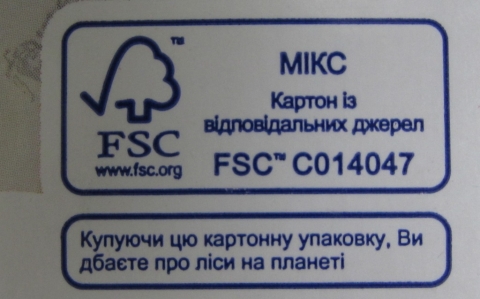 ™
FSC
www.fsc.org
МІКС
Картон із
відповідальних джерел
FSC™ C014047
Купуючи цю картонну упаковку, Ви
дбаєте про ліси на планеті